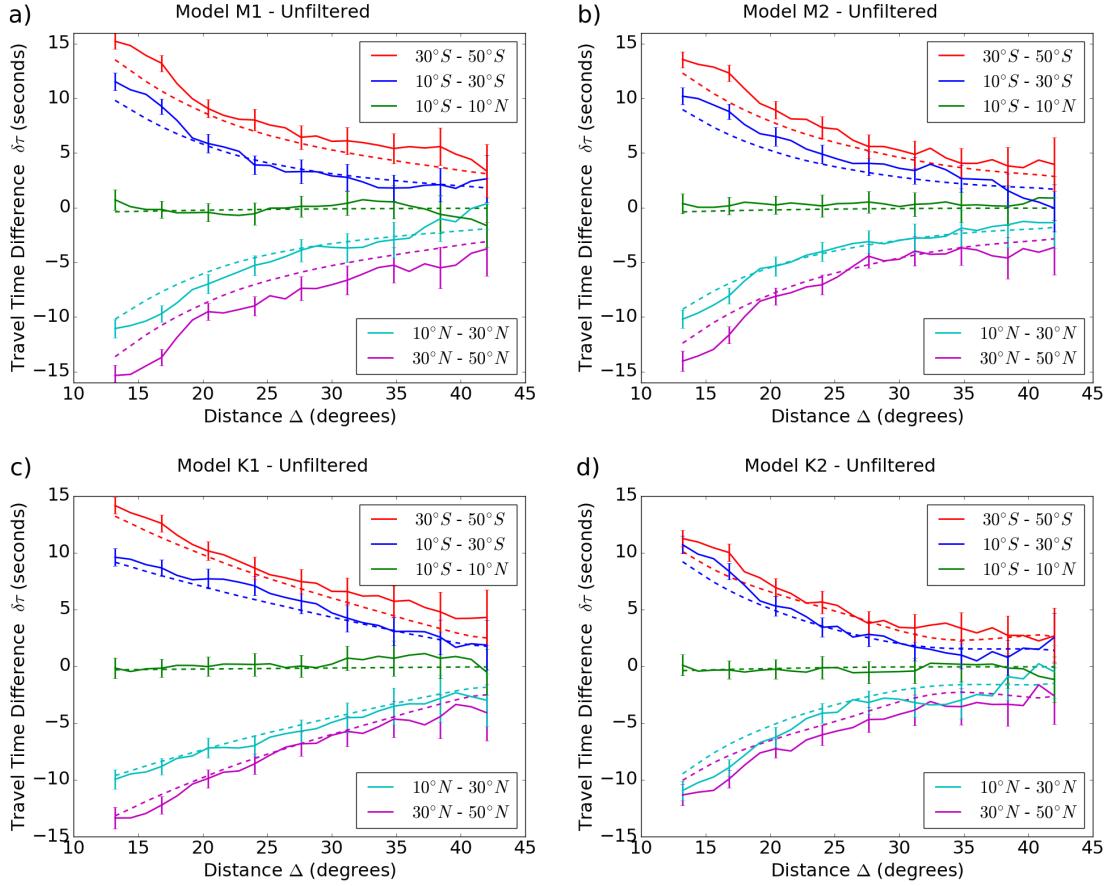 a)
Model M1 - Unfiltered
Travel Time Difference δτ (seconds)
15
10
5
0
−5
−10
−15
30°S - 50°S
10°S - 30°S
10°S - 10°N
10°N - 30°N
30°N - 50°N
10 15 20 25 30 35 40 45
Distance Δ (degrees)
b)
Model M2 - Unfiltered
Travel Time Difference δτ (seconds)
15
10
5
0
−5
−10
−15
30°S - 50°S
10°S - 30°S
10°S - 10°N
10°N - 30°N
30°N - 50°N
10 15 20 25 30 35 40 45
Distance Δ (degrees)
c)
Model K1 - Unfiltered
Travel Time Difference δτ (seconds)
15
10
5
0
−5
−10
−15
30°S - 50°S
10°S - 30°S
10°S - 10°N
10°N - 30°N
30°N - 50°N
10 15 20 25 30 35 40 45
Distance Δ (degrees)
d)
Model K2 - Unfiltered
Travel Time Difference δτ (seconds)
15
10
5
0
−5
−10
−15
30°S - 50°S
10°S - 30°S
10°S - 10°N
10°N - 30°N
30°N - 50°N
10 15 20 25 30 35 40 45
Distance Δ (degrees)